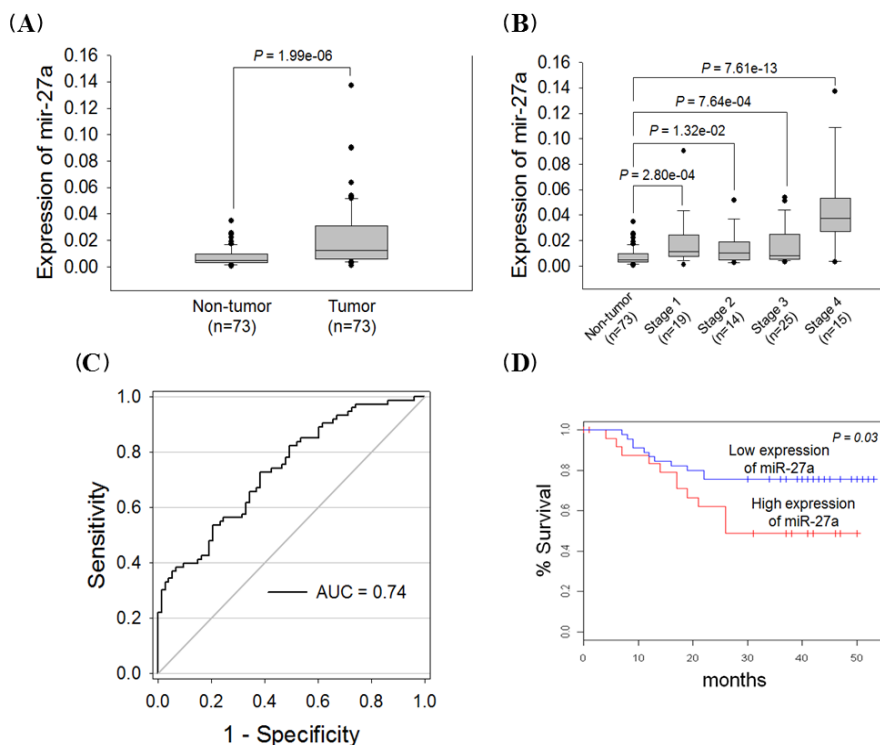 (A)
P = 1.99e-06
Expression of mir-27a
0.16
0.14
0.12
0.10
0.08
0.06
0.04
0.02
0.00
Non-tumor
(n=73)
Tumor
(n=73)
(B)
P = 7.61e-13
P = 7.64e-04
P = 1.32e-02
P = 2.80e-04
Expression of mir-27a
0.16
0.14
0.12
0.10
0.08
0.06
0.04
0.02
0.00
Non-tumor
(n=73)
Stage 1
(n=19)
Stage 2
(n=14)
Stage 3
(n=25)
Stage 4
(n=15)
(C)
Sensitivity
1.0
0.8
0.6
0.4
0.2
0.0
AUC = 0.74
0.0 0.2 0.4 0.6 0.8 1.0
1 - Specificity
(D)
% Survival
1.0
0.8
0.6
0.4
0.2
0.0
P = 0.03
Low expression
of miR-27a
High expression
of miR-27a
0 10 20 30 40 50
months